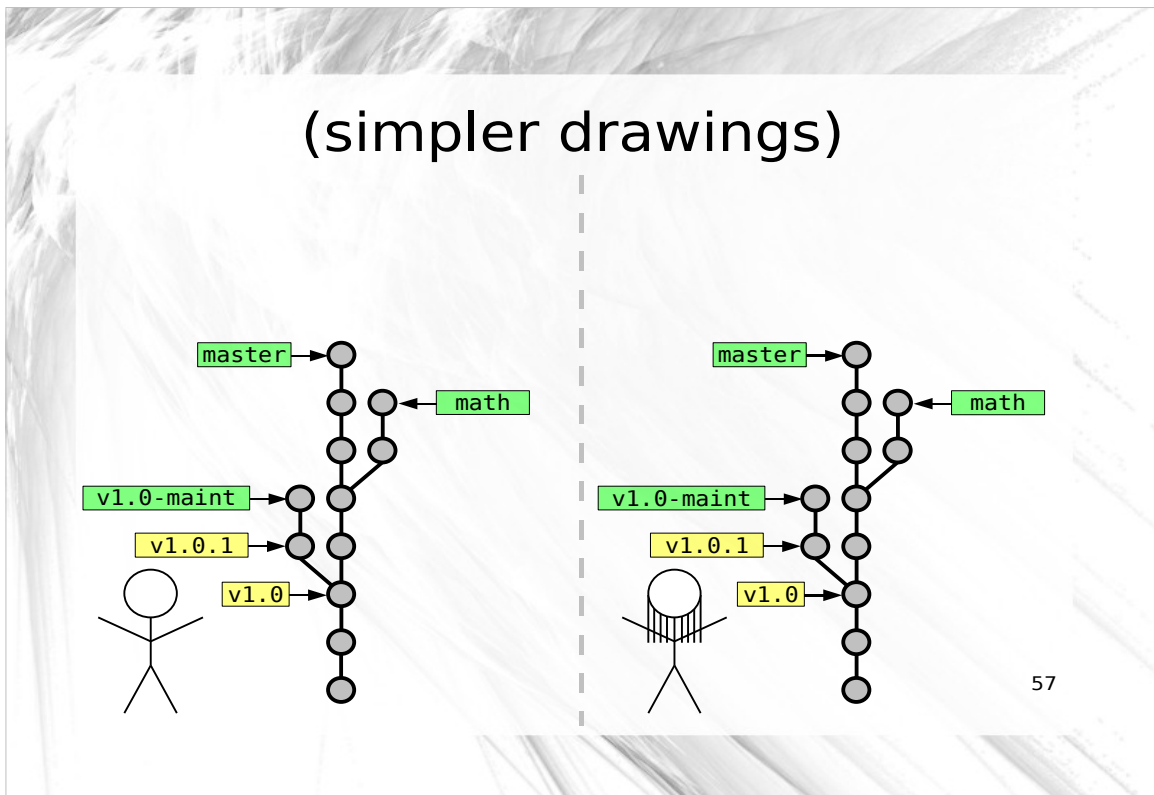 (simpler drawings)
master
math
v1.0-maint
v1.0.1
v1.0
master
math
v1.0-maint
v1.0.1
v1.0
57